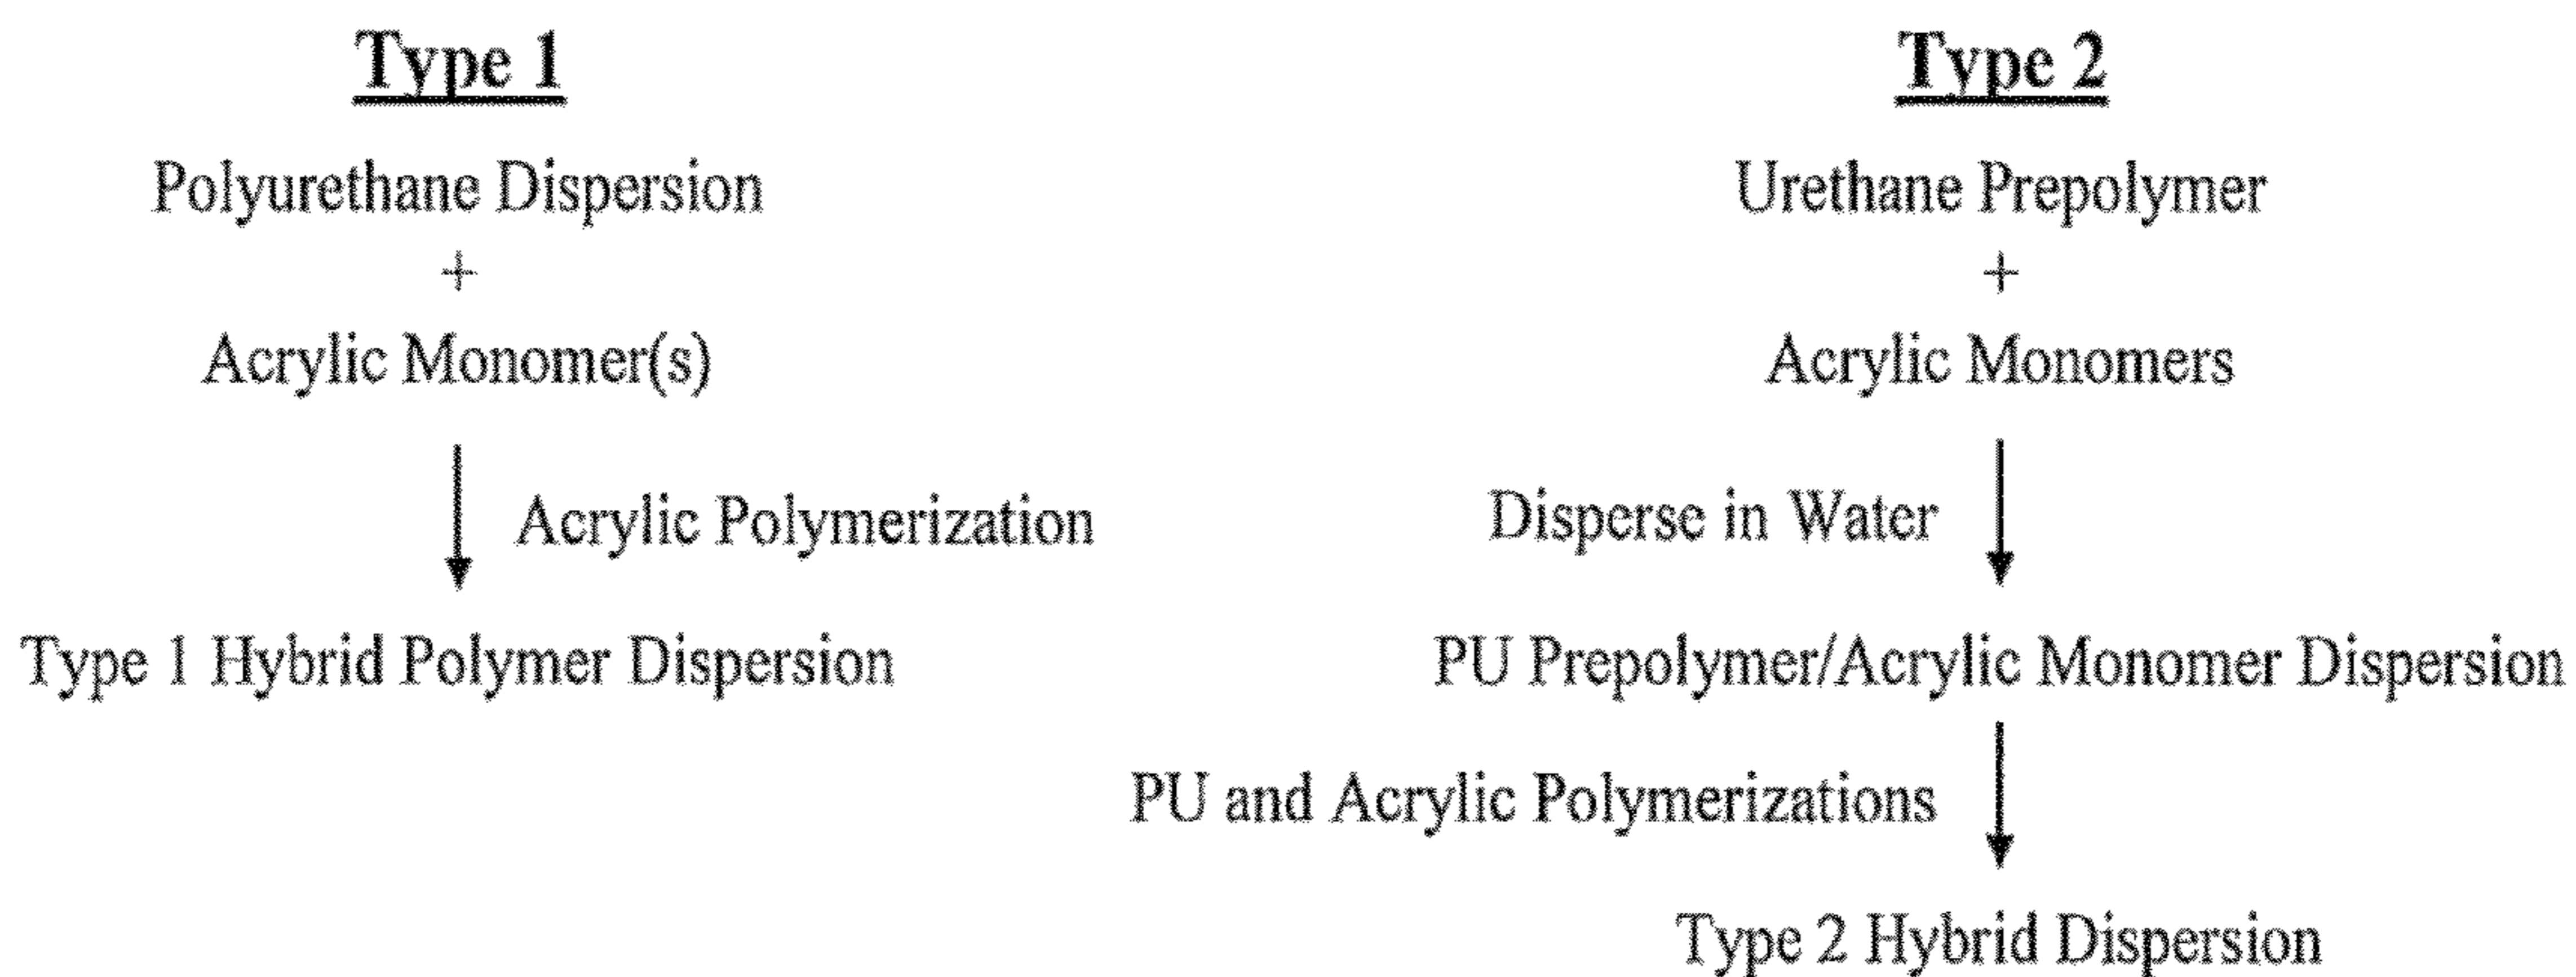 Type 1
Polyurethane Dispersion
+
Acrylic Monomer(s)
Acrylic Polymerization
Type 1 Hybrid Polymer Dispersion
Type 2
Urethane Prepolymer
+
Acrylic Monomers
Disperse in Water
PU Prepolymer/Acrylic Monomer Dispersion
PU and Acrylic Polymerizations
Type 2 Hybrid Dispersion